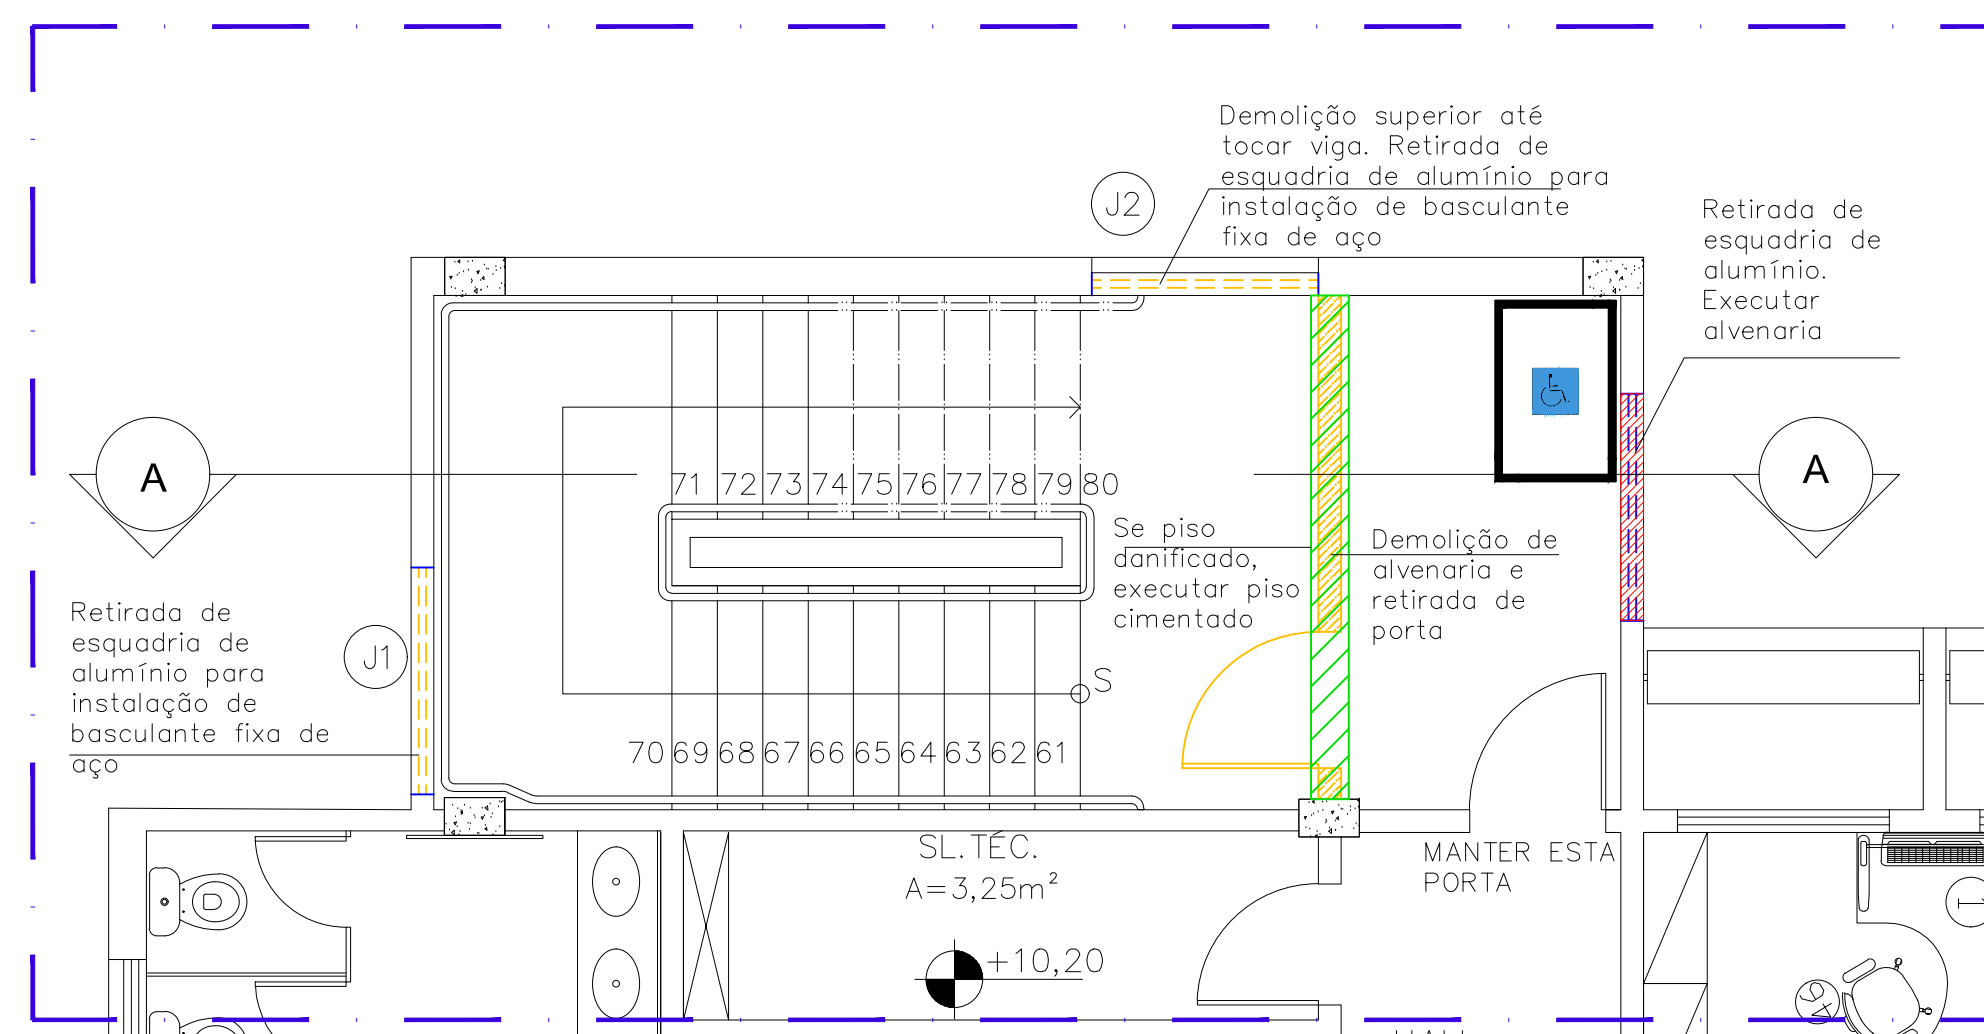 Demolição superior até
tocar viga. Retirada de
esquadria de alumínio para
instalação de basculante
fixa de aço
J2
Retirada de
esquadria de
alumínio.
Executar
alvenaria
A
A
71 72 73 74 75 76 77 78 79 80
Se piso
danificado,
executar piso
cimentado
Demolição de
alvenaria e
retirada de
porta
Retirada de
esquadria de
alumínio para
instalação de
basculante fixa de
aço
J1
S
70 69 68 67 66 65 64 63 62 61
SL.TÉC.
A=3,25m²
MANTER ESTA
PORTA
+10,20